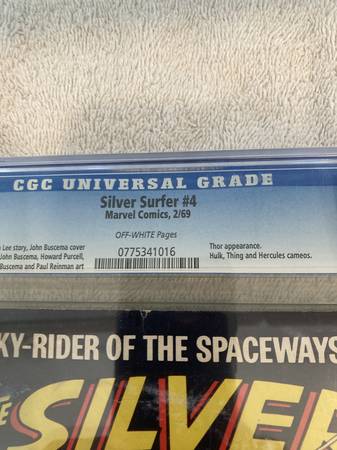 CGC UNIVERSAL GRADE
Silver Surfer #4
Marvel Comics, 2/69
OFF-WHITE Pages
Lee story, John Buscema cover
John Buscema, Howard Purcell,
Buscema and Paul Reinman art
0775341016
Thor appearance.
Hulk, Thing and Hercules cameos.
KY-RIDER OF THE SPACEWAYS
SILVER